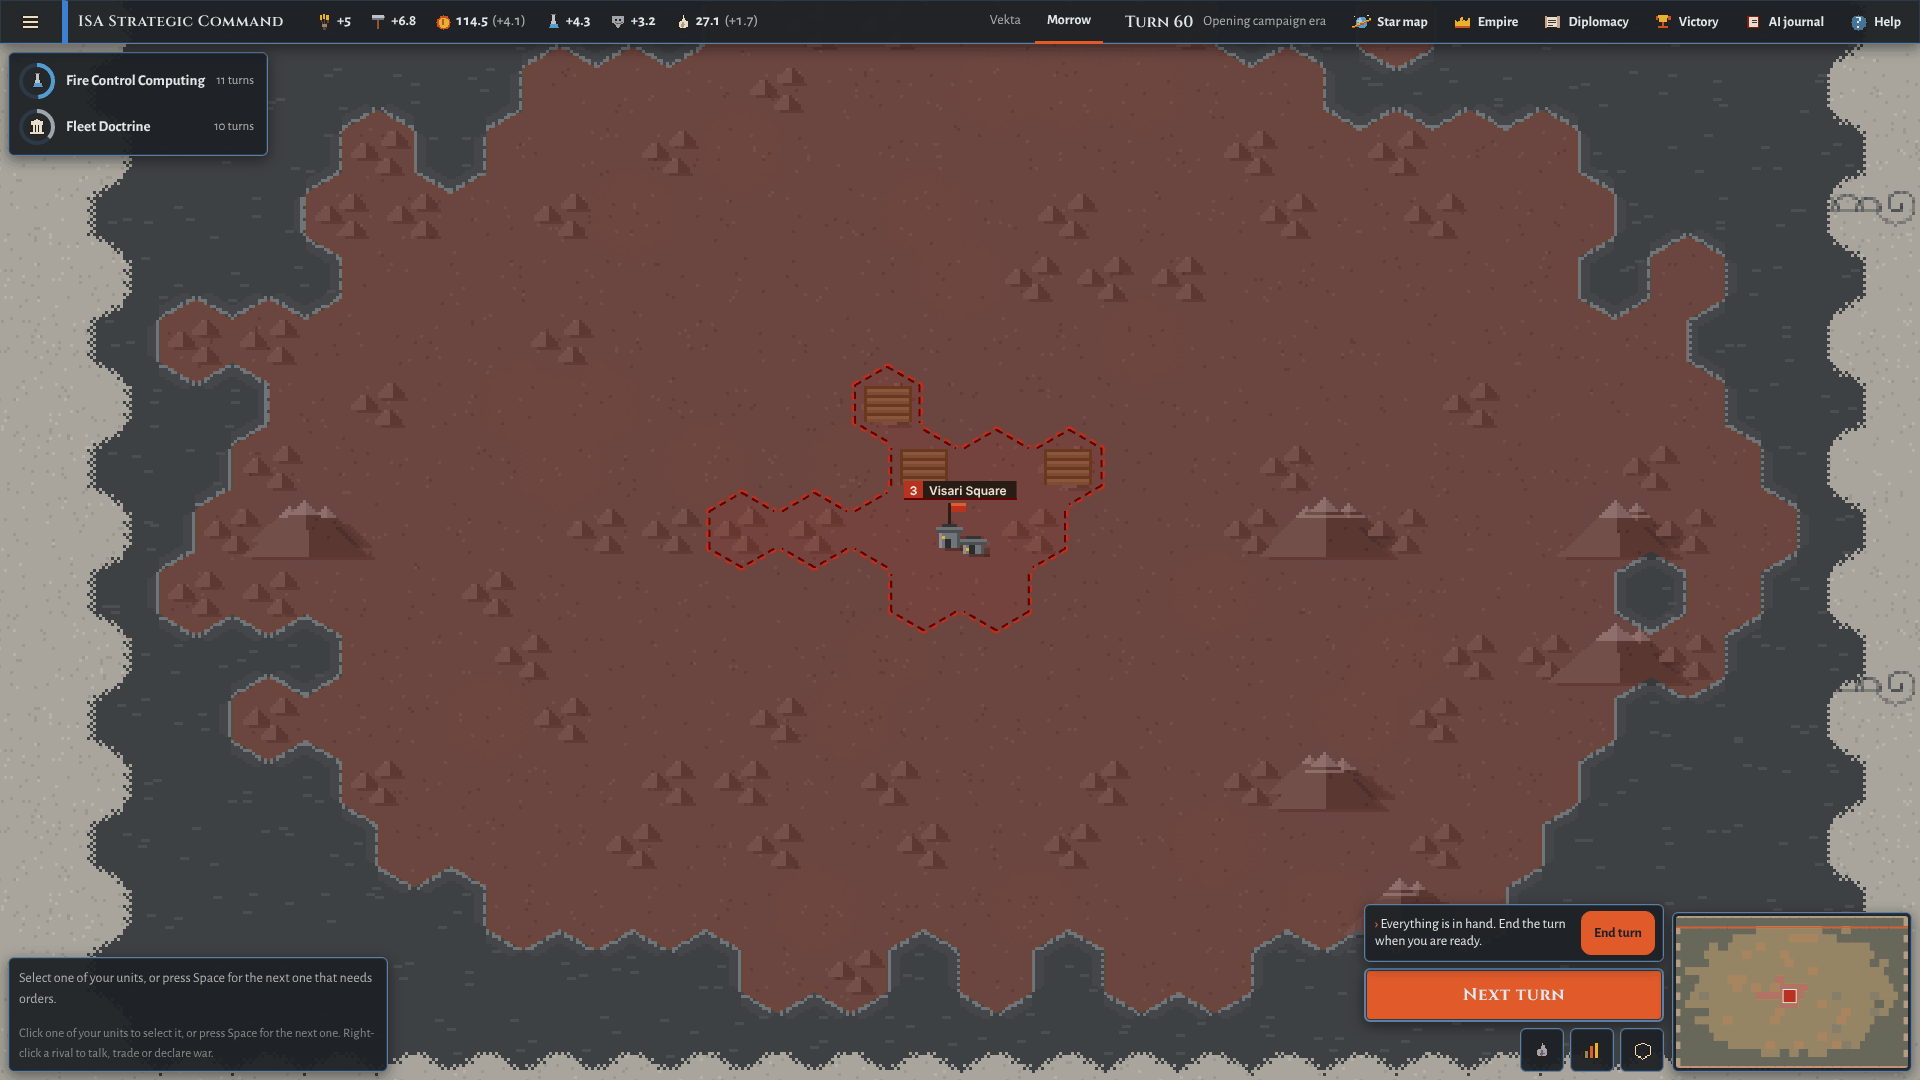 ISA Strategic Command
+5
+6.8
114.5 (+4.1)
+4.3
+3.2
27.1 (+1.7)
Vekta
Morrow
Turn 60
Opening campaign era
Star map
Empire
Diplomacy
Victory
AI journal
Help
Fire Control Computing 11 turns
Fleet Doctrine 10 turns
3 Visari Square
› Everything is in hand. End the turn
when you are ready.
End turn
Next turn
Select one of your units, or press Space for the next one that needs
orders.
Click one of your units to select it, or press Space for the next one. Right-
click a rival to talk, trade or declare war.